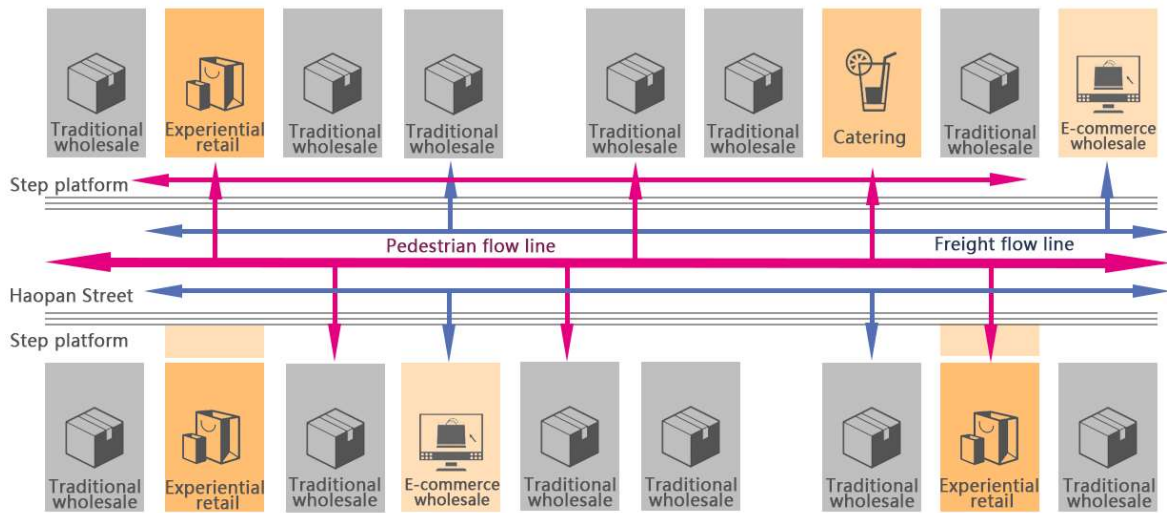 Traditional
wholesale
Experiential
retail
Traditional
wholesale
Traditional
wholesale
Traditional
wholesale
Traditional
wholesale
Catering
Traditional
wholesale
E-commerce
wholesale
Step platform
Pedestrian flow line
Freight flow line
Haopan Street
Step platform
Traditional
wholesale
Experiential
retail
Traditional
wholesale
E-commerce
wholesale
Traditional
wholesale
Traditional
wholesale
Traditional
wholesale
Experiential
retail
Traditional
wholesale